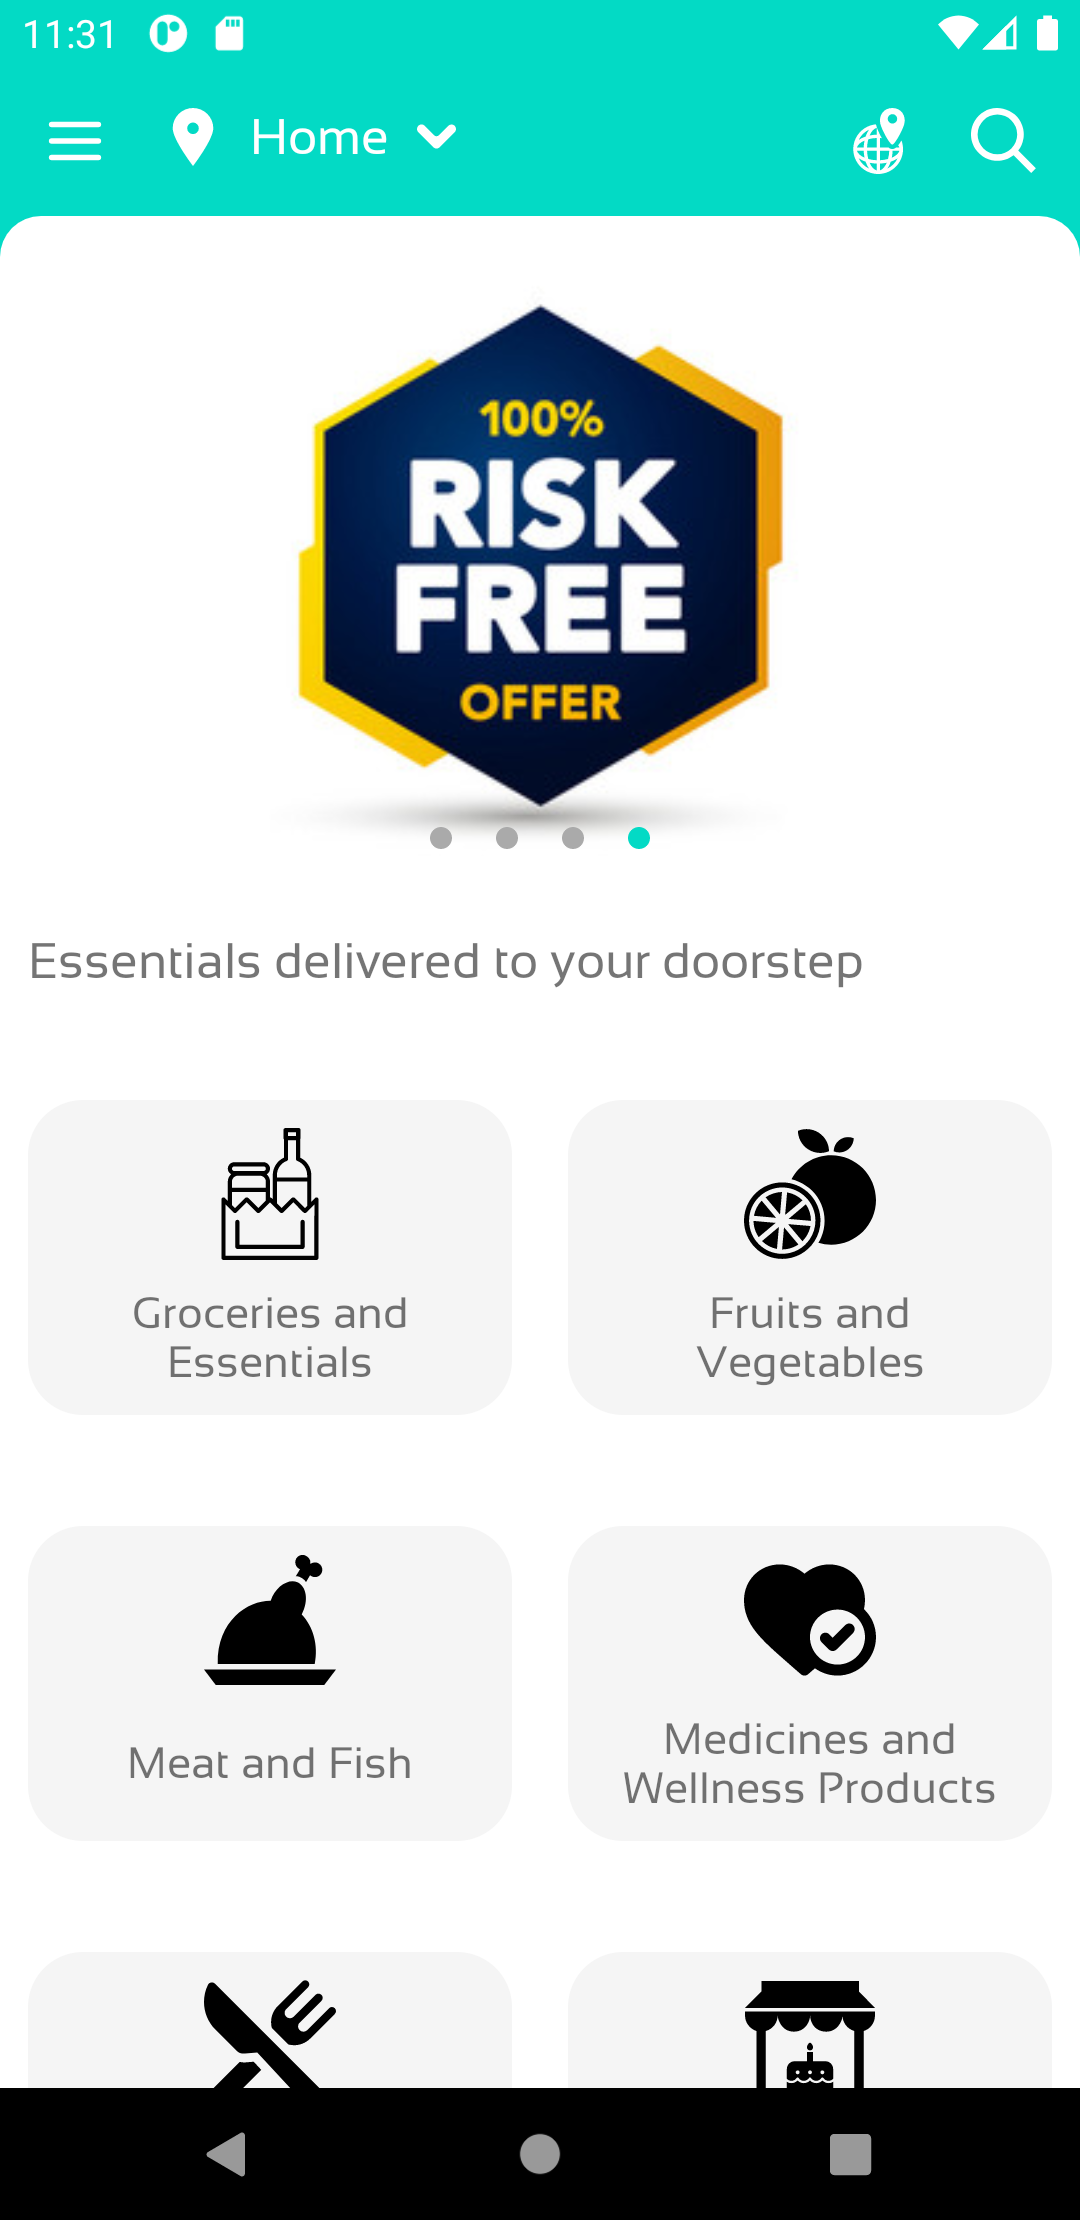 11:31
Home
100%
RISK
FREE
OFFER
Essentials delivered to your doorstep
Groceries and
Essentials
Fruits and
Vegetables
Meat and Fish
Medicines and
Wellness Products